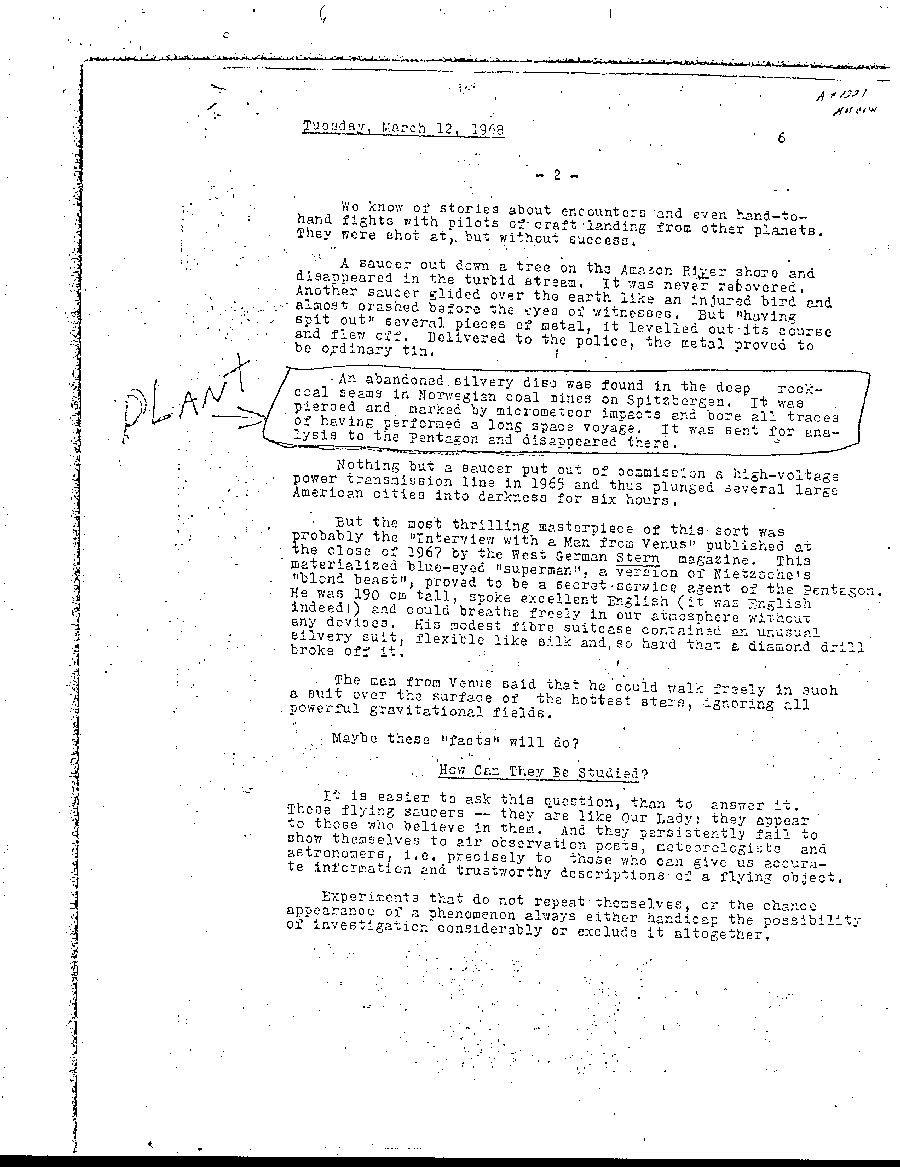 Tuesday, March 12, 1968
6
- 2 -
We know of stories about encounters and even hand-to-
hand fights with pilots of craft landing from other planets.
They were shot at, but without success.
A saucer cut down a tree on the Amazon River shore and
disappeared in the turbid stream. It was never recovered.
Another saucer glided over the earth like an injured bird and
almost crashed before the eyes of witnesses. But "having
spit out" several pieces of metal, it levelled out its course
and flew off. Delivered to the police, the metal proved to
be ordinary tin.
PLANT
An abandoned silvery disc was found in the deep rock-
coal seams in Norwegian coal mines on Spitzbergen. It was
pierced and marked by micrometeor impacts and bore all traces
of having performed a long space voyage. It was sent for ana-
lysis to the Pentagon and disappeared there.
Nothing but a saucer put out of commission a high-voltage
power transmission line in 1965 and thus plunged several large
American cities into darkness for six hours.
But the most thrilling masterpiece of this sort was
probably the "Interview with a Man from Venus" published at
the close of 1967 by the West German Stern magazine. This
materialized blue-eyed "superman", a version of Nietzsche's
"blond beast", proved to be a secret-service agent of the Pentagon.
He was 190 cm tall, spoke excellent English (it was English
indeed!) and could breathe freely in our atmosphere without
any devices. His modest fibre suitcase contained an unusual
silvery suit, flexible like silk and so hard that a diamond drill
broke off it.
The man from Venus said that he could walk freely in such
a suit over the surface of the hottest stars, ignoring all
powerful gravitational fields.
Maybe these "facts" will do?
How Can They Be Studied?
It is easier to ask this question, than to answer it.
These flying saucers -- they are like Our Lady: they appear
to those who believe in them. And they persistently fail to
show themselves to air observation posts, meteorologists and
astronomers, i.e. precisely to those who can give us accura-
te information and trustworthy descriptions of a flying object.
Experiments that do not repeat themselves, or the chance
appearance of a phenomenon always either handicap the possibility
of investigation considerably or exclude it altogether.